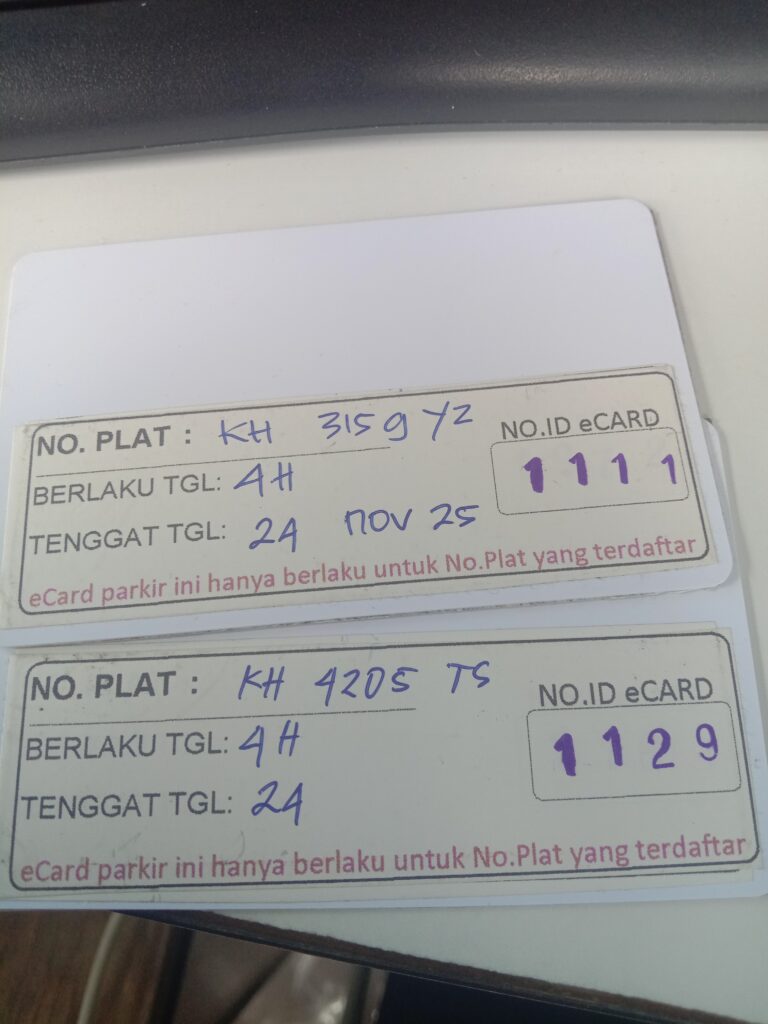 NO. PLAT : KH 3159 YZ
NO.ID eCARD
BERLAKU TGL: 4H
1111
TENGGAT TGL: 24 NOV 25
eCard parkir ini hanya berlaku untuk No.Plat yang terdaftar
NO. PLAT : KH 4205 TS
NO.ID eCARD
BERLAKU TGL: 4H
1129
TENGGAT TGL: 24
eCard parkir ini hanya berlaku untuk No.Plat yang terdaftar